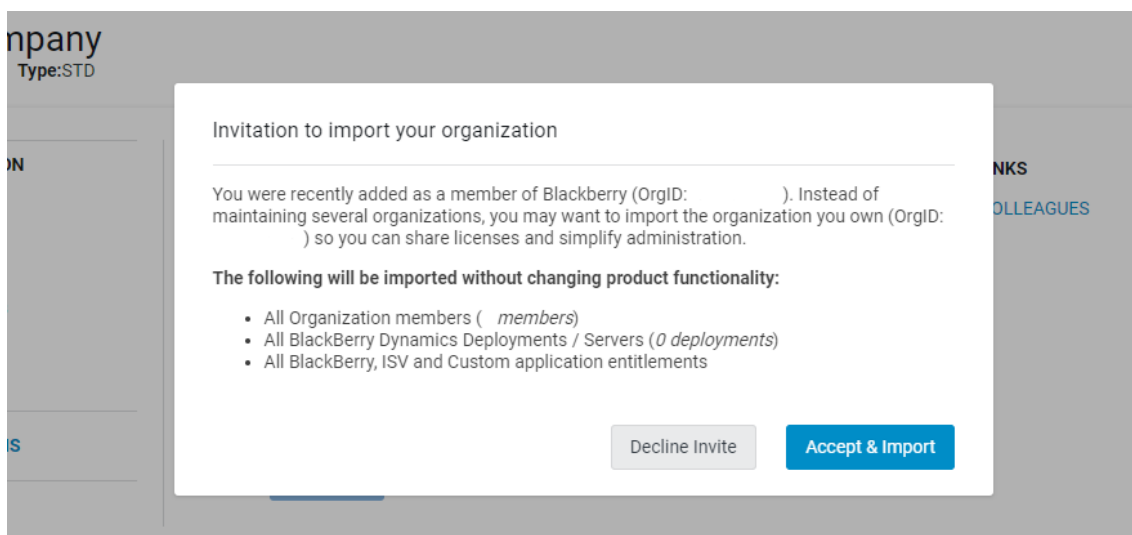 mpany
Type:STD
Invitation to import your organization
ON
NKS
You were recently added as a member of Blackberry (OrgID: ). Instead of
OLLEAGUES
maintaining several organizations, you may want to import the organization you own (OrgID:
) so you can share licenses and simplify administration.
The following will be imported without changing product functionality:
• All Organization members ( members)
• All BlackBerry Dynamics Deployments / Servers (0 deployments)
• All BlackBerry, ISV and Custom application entitlements
NS
Decline Invite
Accept & Import